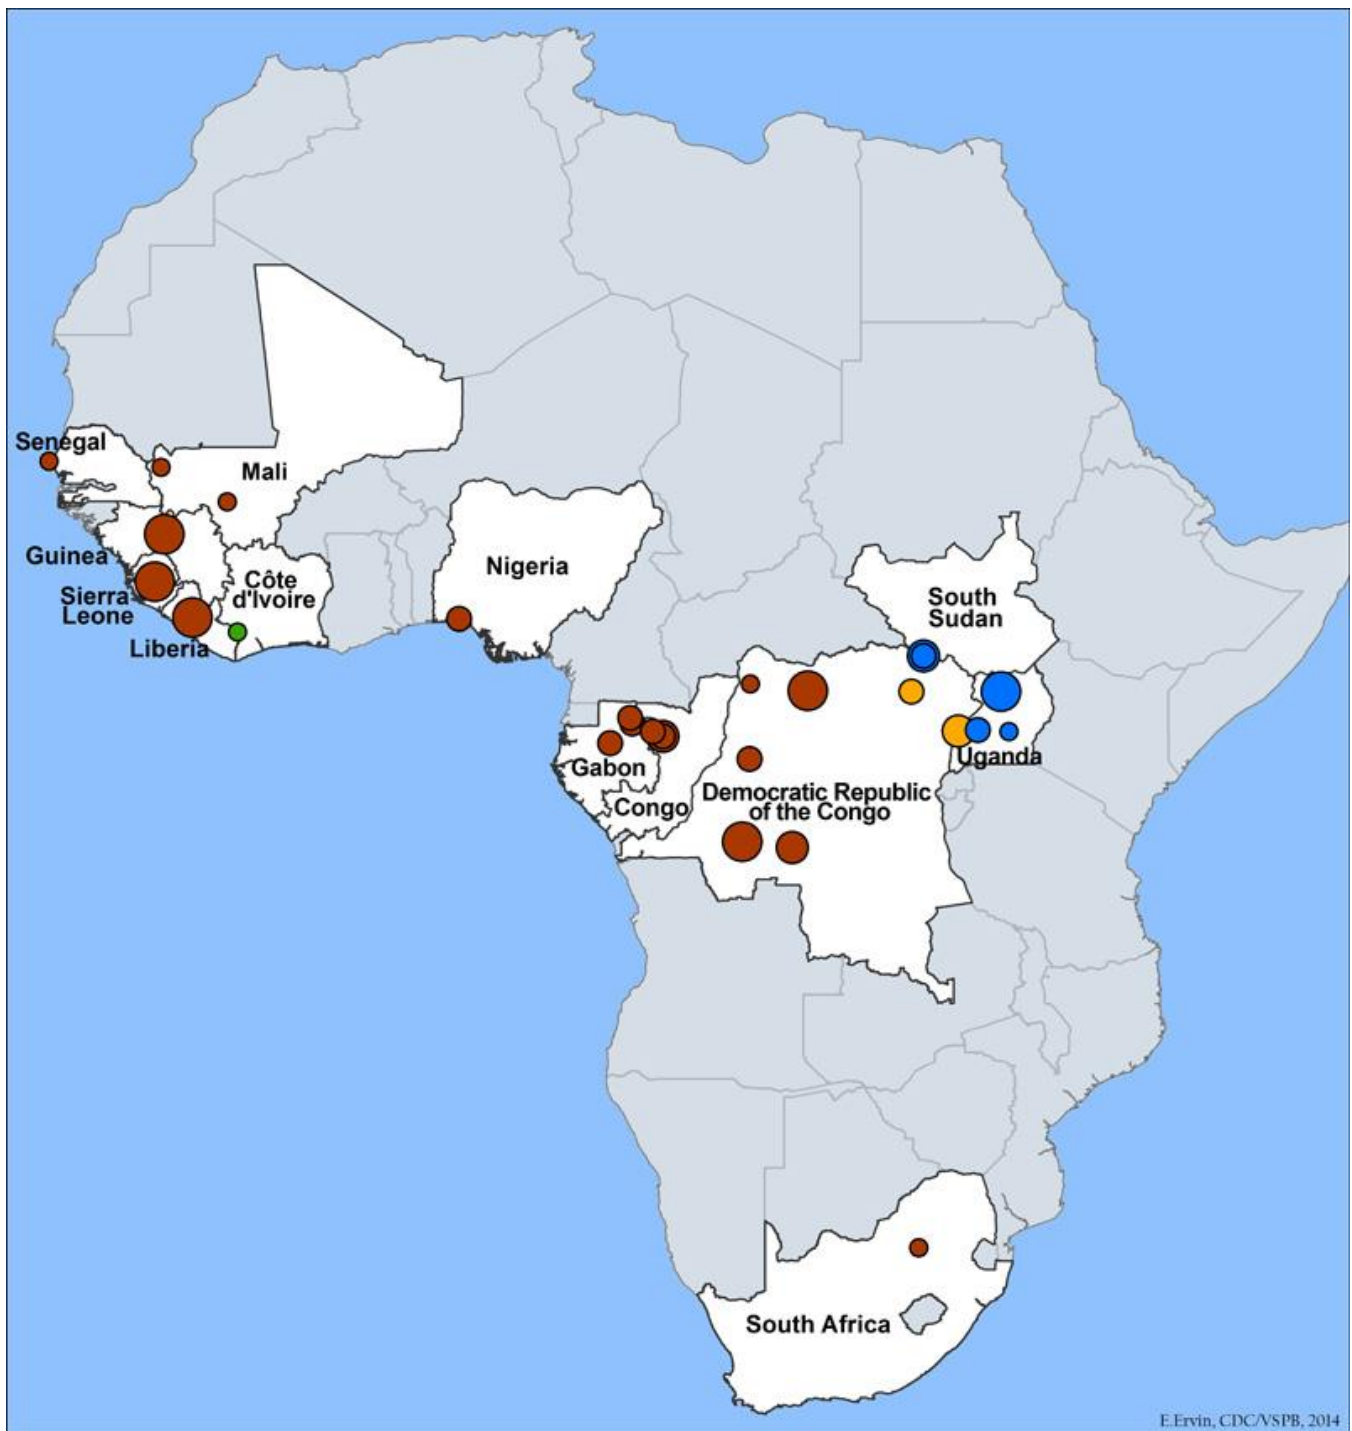 Senegal
Mali
Guinea
Nigeria
Côte
d'Ivoire
Sierra
Leone
Liberia
South
Sudan
Uganda
Gabon
Congo
Democratic Republic
of the Congo
South Africa
E.Ervin, CDC/VSPB, 2014